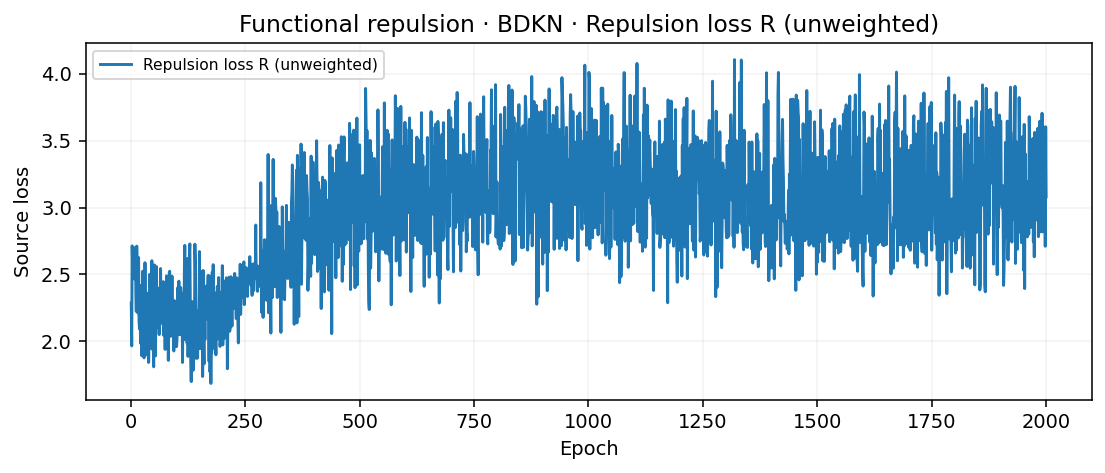 Functional repulsion · BDKN · Repulsion loss R (unweighted)
Repulsion loss R (unweighted)
Source loss
4.0
3.5
3.0
2.5
2.0
0 250 500 750 1000 1250 1500 1750 2000
Epoch